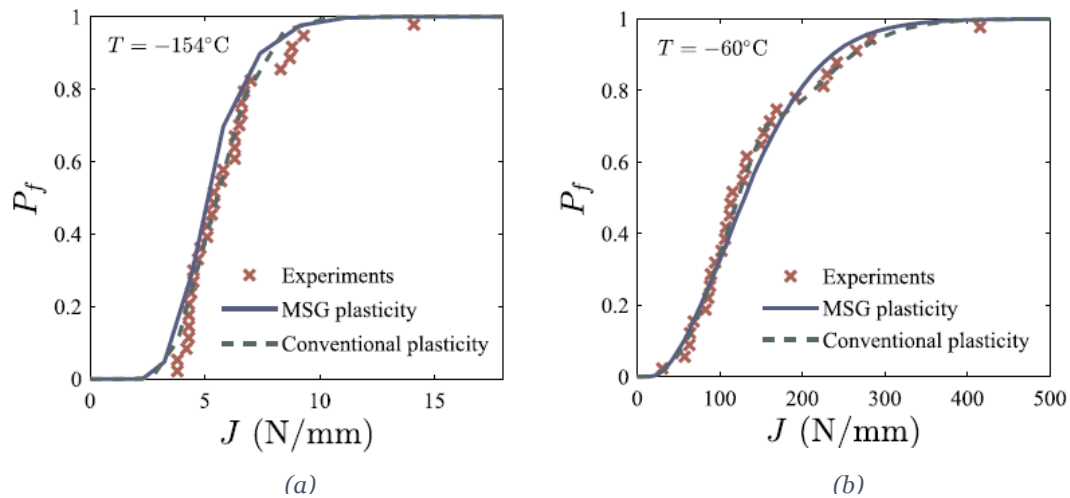 1
0.8
0.6
0.4
0.2
0
P_f
T = −154°C
Experiments
MSG plasticity
Conventional plasticity
0 5 10 15
J (N/mm)
(a)
1
0.8
0.6
0.4
0.2
0
P_f
T = −60°C
Experiments
MSG plasticity
Conventional plasticity
0 100 200 300 400 500
J (N/mm)
(b)